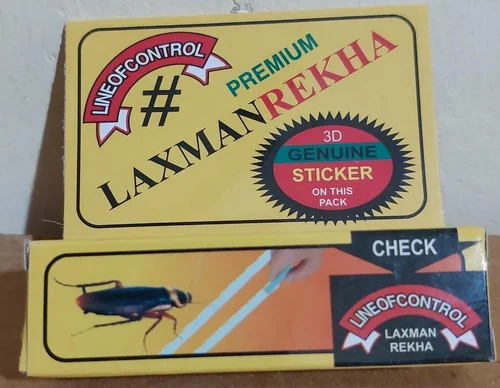 LINEOFCONTROL
#
PREMIUM
LAXMANREKHA
3D
GENUINE
STICKER
ON THIS
PACK
CHECK
LINEOFCONTROL
LAXMAN
REKHA